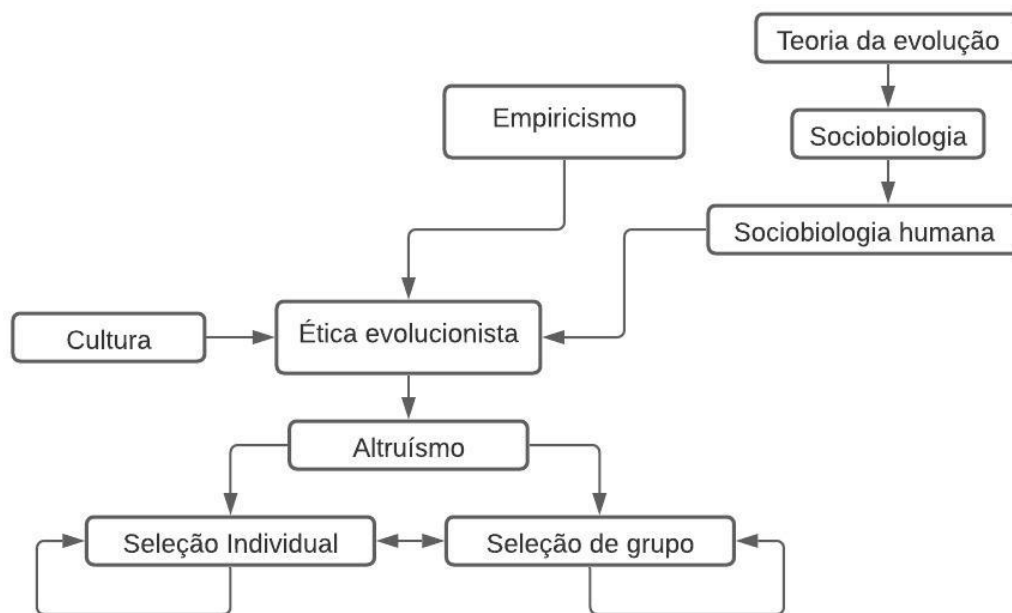 Teoria da evolução
Empiricismo
Sociobiologia
Sociobiologia humana
Cultura
Ética evolucionista
Altruísmo
Seleção Individual
Seleção de grupo